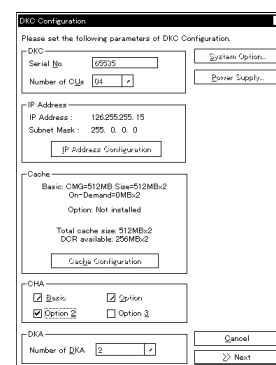 DKC Configuration
Please set the following parameters of DKC Configuration.
DKC
Serial No. 65535
Number of CUs 04
System Option...
Power Supply...
IP Address
IP Address : 126.255.255. 15
Subnet Mask : 255. 0. 0. 0
IP Address Configuration
Cache
Basic: CMG=512MB Size=512MBx2
On-Demand=0MBx2
Option: Not installed
Total cache size: 512MBx2
DCR available: 256MBx2
Cache Configuration
CHA
Basic Option
Option 2 Option 3
DKA
Number of DKA 2
Cancel
>> Next